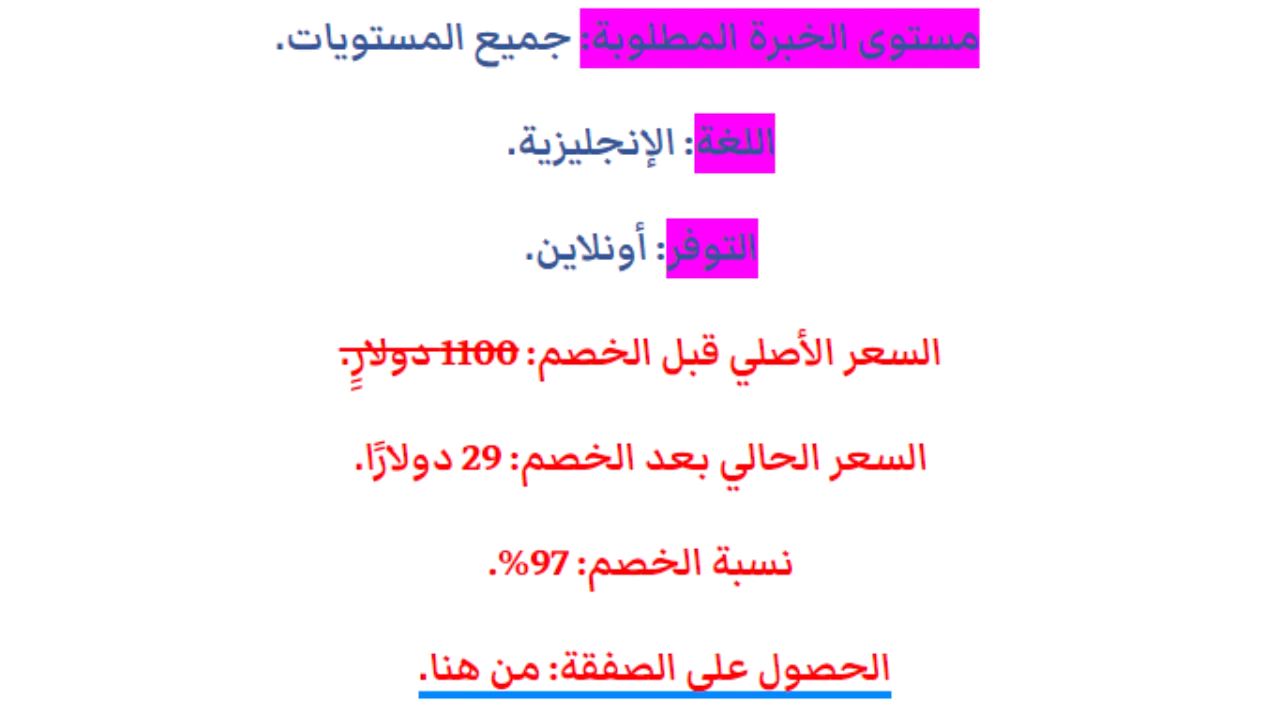 مستوى الخبرة المطلوبة: جميع المستويات.
اللغة: الإنجليزية.
التوفر: أونلاين.
السعر الأصلي قبل الخصم: 1100 دولارٍ.
السعر الحالي بعد الخصم: 29 دولارًا.
نسبة الخصم: 97%.
الحصول على الصفقة: من هنا.